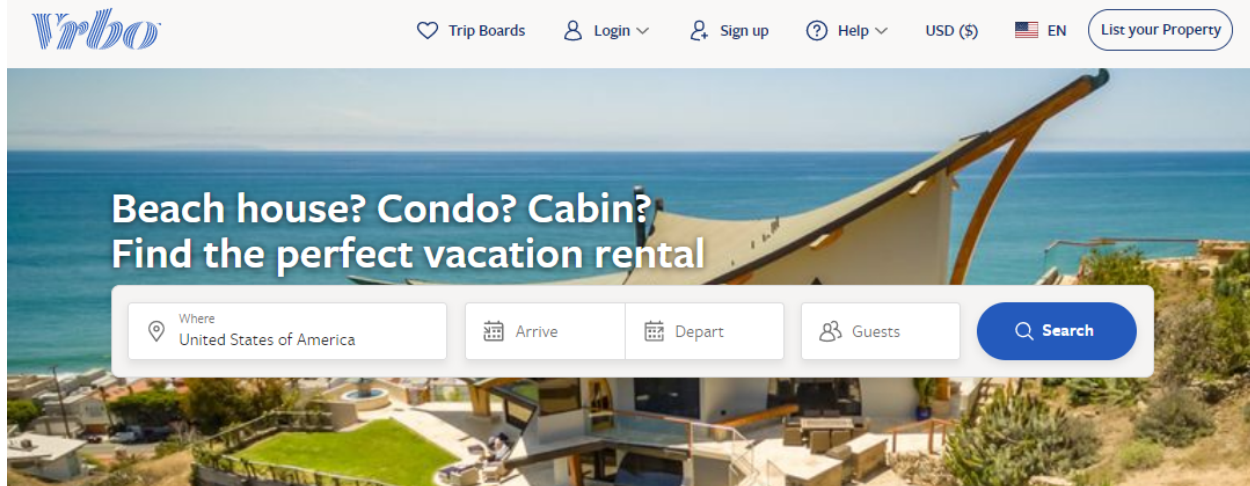 Vrbo
Trip Boards
Login
Sign up
Help
USD ($)
EN
List your Property
Beach house? Condo? Cabin?
Find the perfect vacation rental
Where
United States of America
Arrive
Depart
Guests
Search